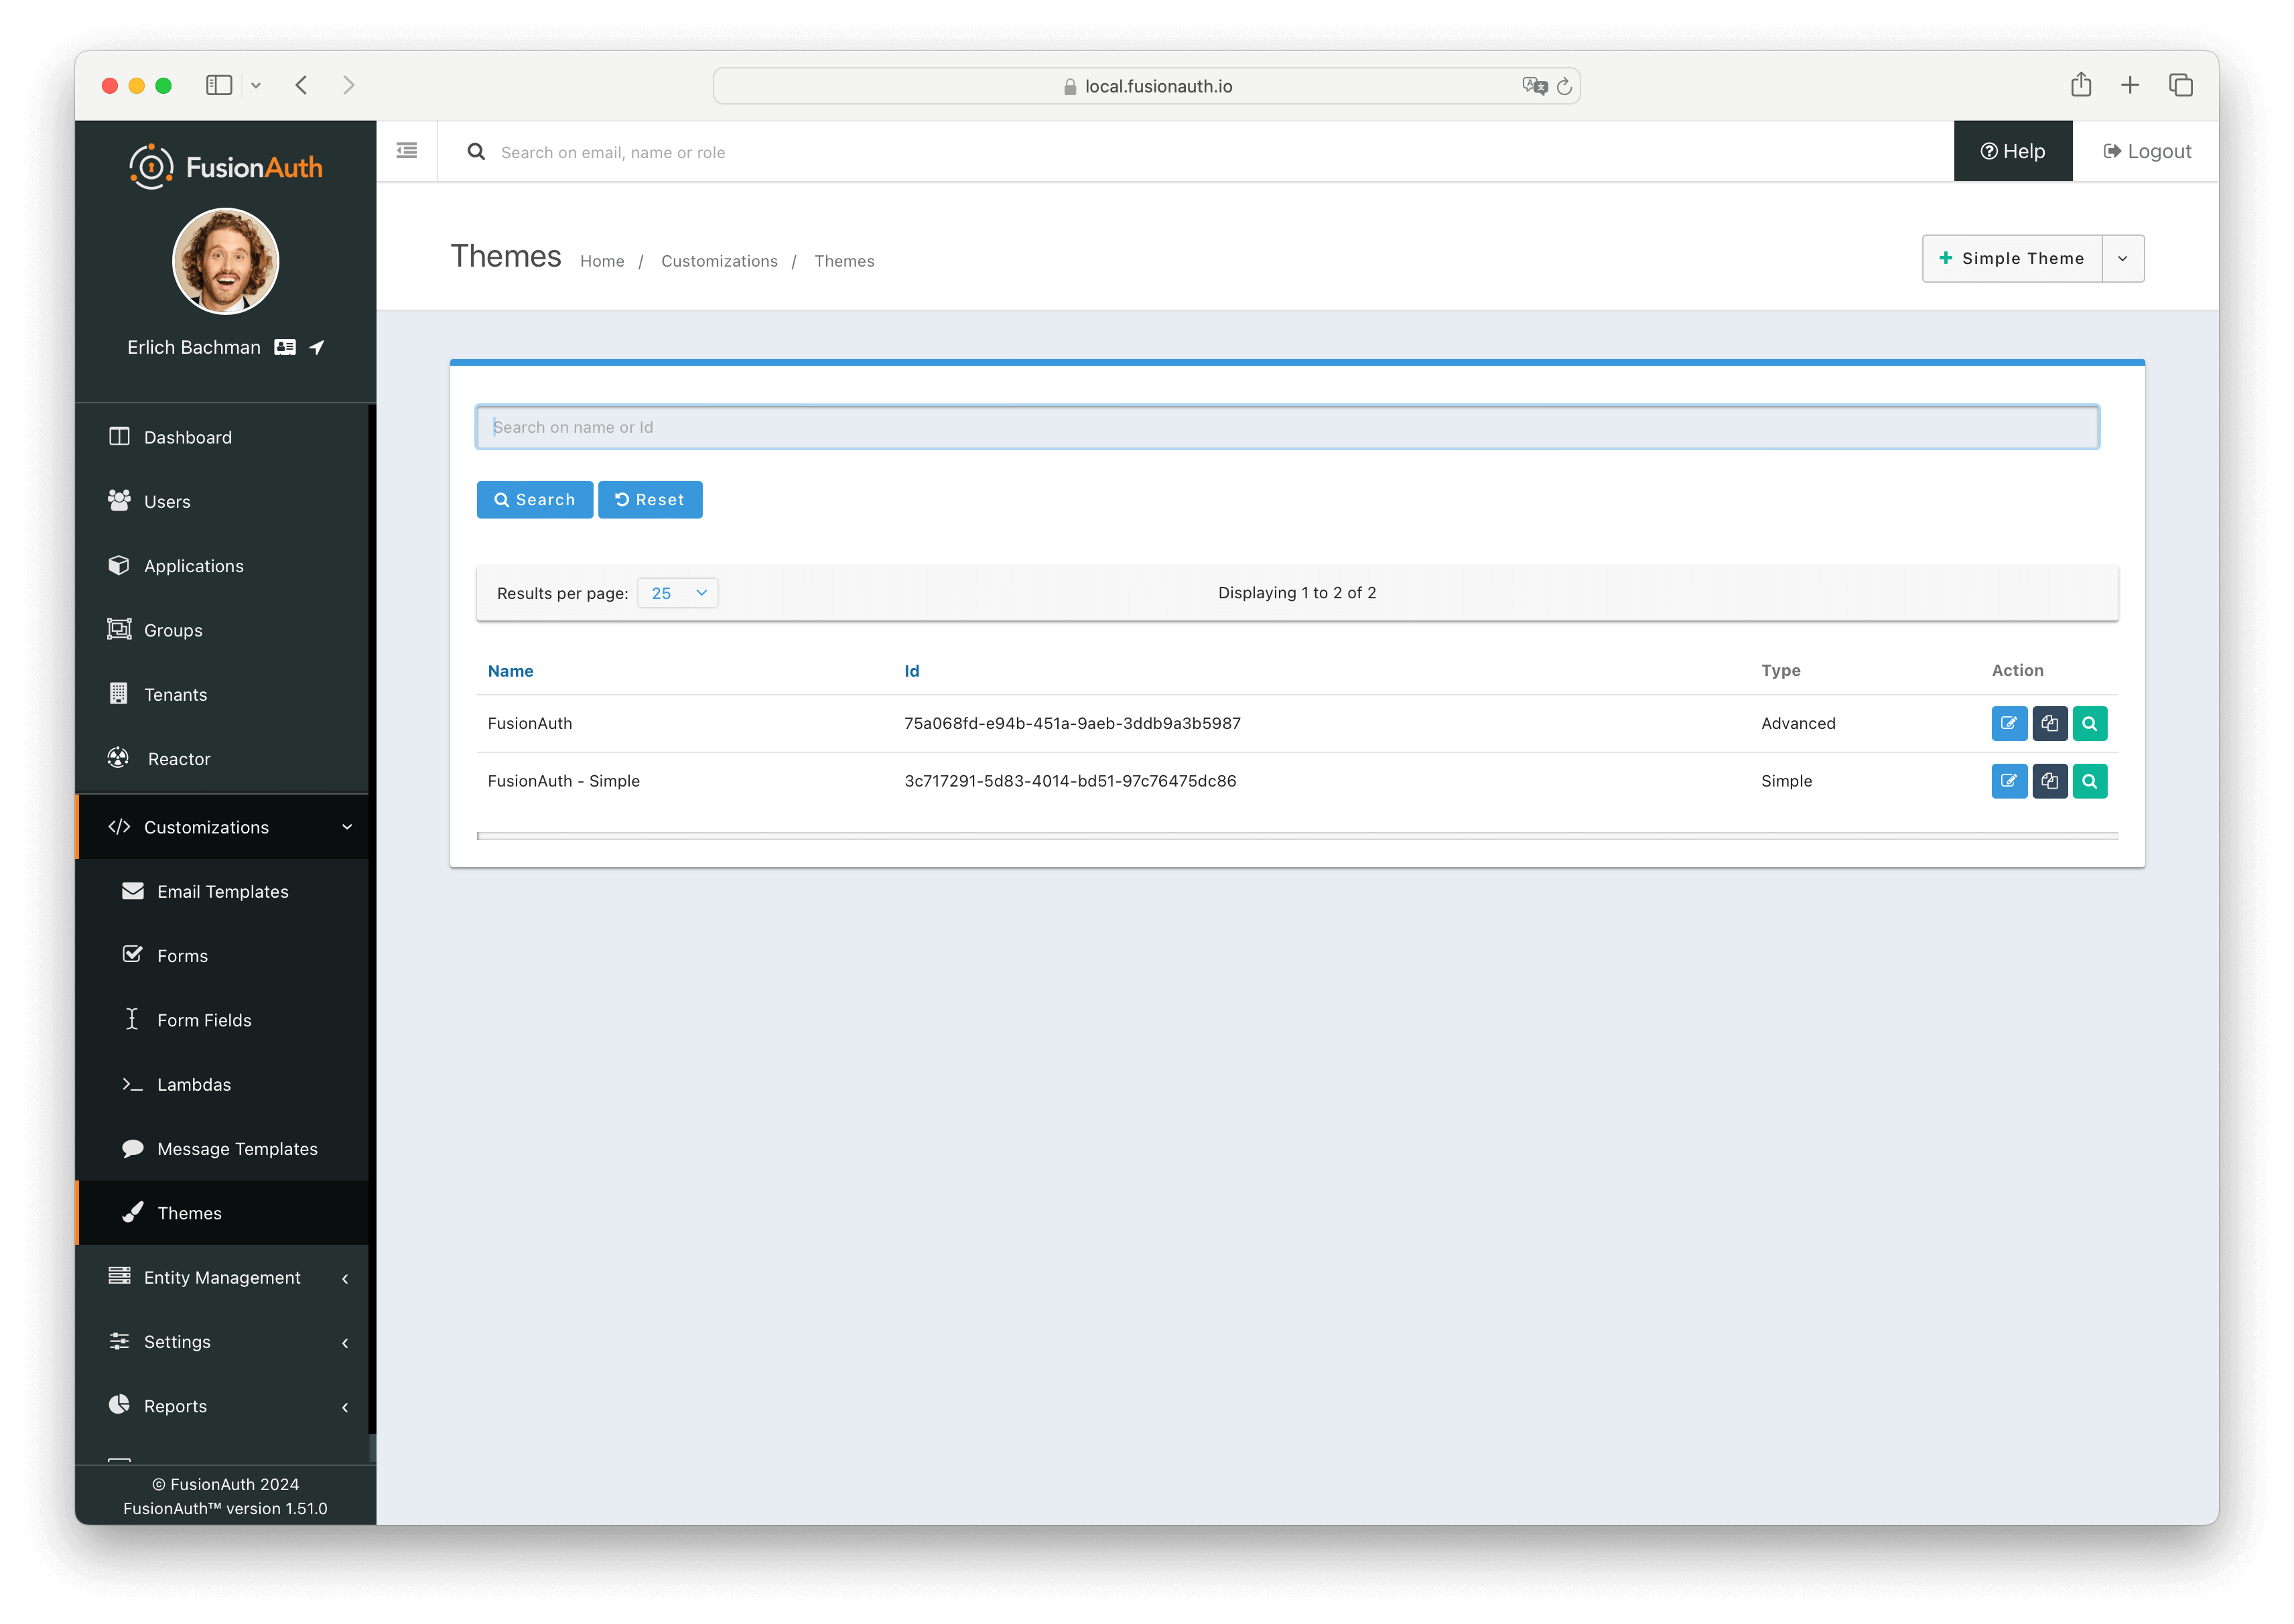 local.fusionauth.io
FusionAuth
Search on email, name or role
Help
Logout
Erlich Bachman
Themes
Home / Customizations / Themes
Simple Theme
Dashboard
Users
Applications
Groups
Tenants
Reactor
Customizations
Email Templates
Forms
Form Fields
Lambdas
Message Templates
Themes
Entity Management
Settings
Reports
© FusionAuth 2024
FusionAuth™ version 1.51.0
Search on name or Id
Search Reset
Results per page: 25 Displaying 1 to 2 of 2
Name Id Type Action
FusionAuth 75a068fd-e94b-451a-9aeb-3ddb9a3b5987 Advanced
FusionAuth - Simple 3c717291-5d83-4014-bd51-97c76475dc86 Simple